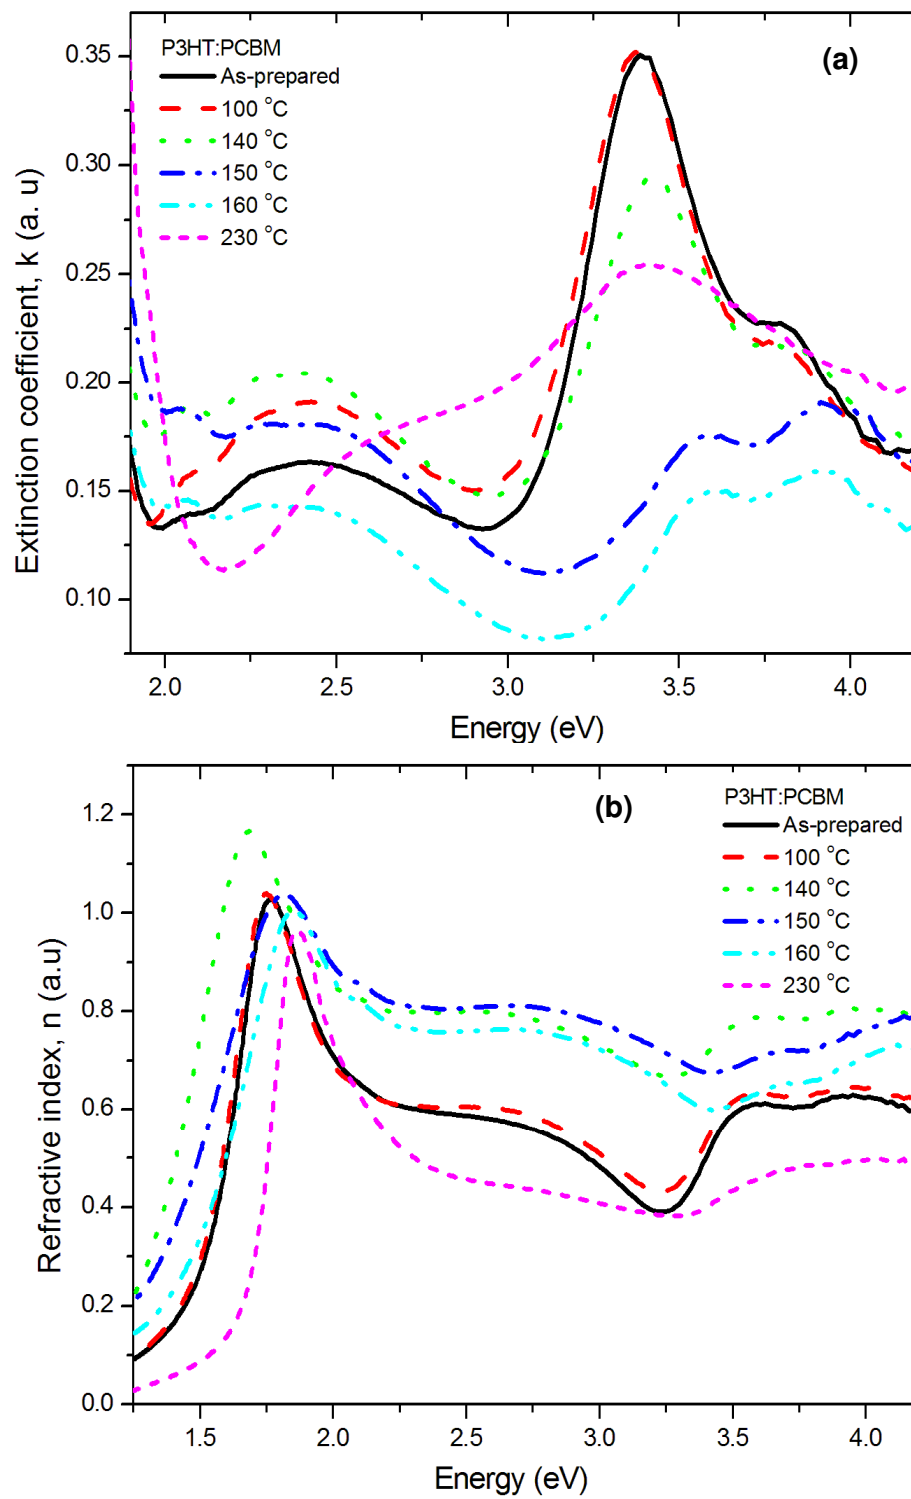 (a)
P3HT:PCBM
As-prepared
100 °C
140 °C
150 °C
160 °C
230 °C
0.35
0.30
0.25
0.20
0.15
0.10
Extinction coefficient, k (a. u)
2.0 2.5 3.0 3.5 4.0
Energy (eV)
(b)
P3HT:PCBM
As-prepared
100 °C
140 °C
150 °C
160 °C
230 °C
1.2
1.0
0.8
0.6
0.4
0.2
0.0
Refractive index, n (a.u)
1.5 2.0 2.5 3.0 3.5 4.0
Energy (eV)